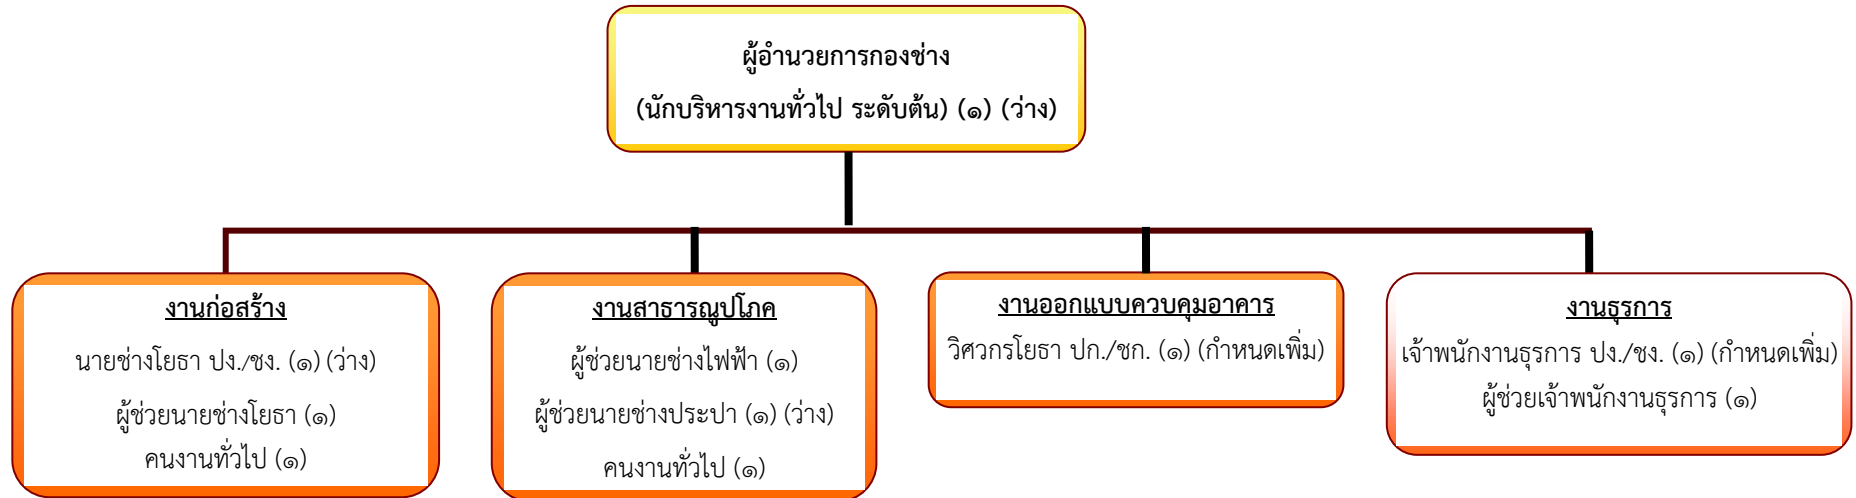 ผู้อำนวยการกองช่าง
(นักบริหารงานทั่วไป ระดับต้น) (๑) (ว่าง)
งานก่อสร้าง
นายช่างโยธา ปง./ชง. (๑) (ว่าง)
ผู้ช่วยนายช่างโยธา (๑)
คนงานทั่วไป (๑)
งานสาธารณูปโภค
ผู้ช่วยนายช่างไฟฟ้า (๑)
ผู้ช่วยนายช่างประปา (๑) (ว่าง)
คนงานทั่วไป (๑)
งานออกแบบควบคุมอาคาร
วิศวกรโยธา ปก./ชก. (๑) (กำหนดเพิ่ม)
งานธุรการ
เจ้าพนักงานธุรการ ปง./ชง. (๑) (กำหนดเพิ่ม)
ผู้ช่วยเจ้าพนักงานธุรการ (๑)